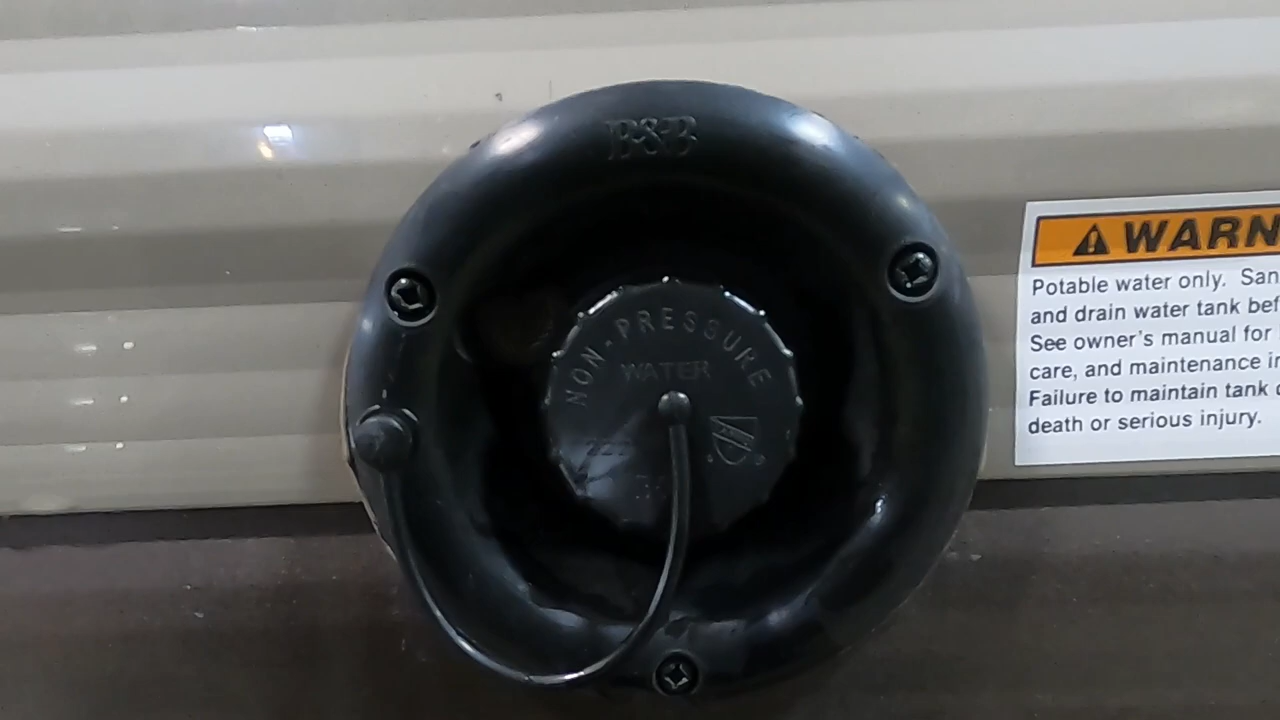 B&B
NON-PRESSURE
WATER
WARN
Potable water only. San
and drain water tank bef
See owner's manual for
care, and maintenance in
Failure to maintain tank
death or serious injury.